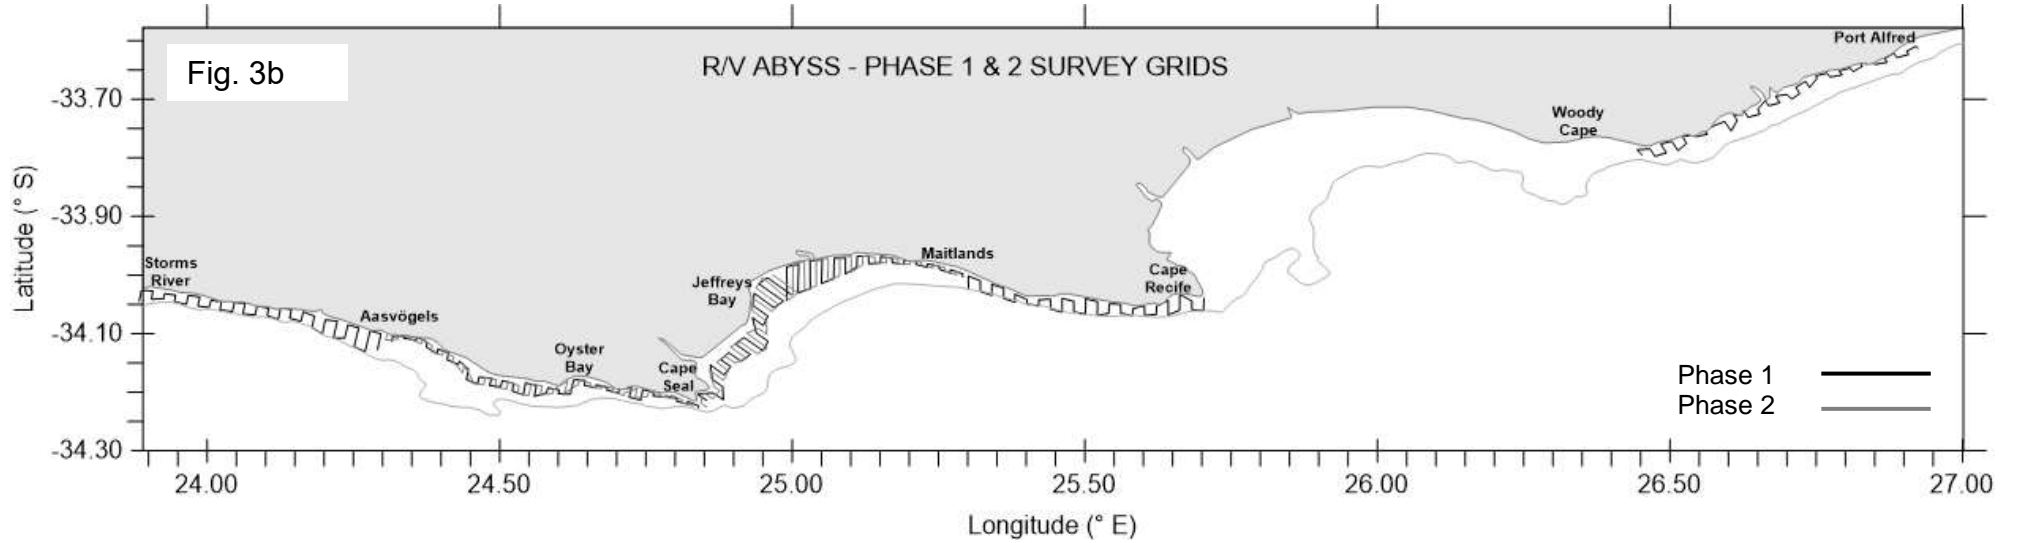 Fig. 3b
R/V ABYSS - PHASE 1 & 2 SURVEY GRIDS
Port Alfred
Woody
Cape
Maitlands
Storms
River
Jeffreys
Bay
Cape
Recife
Aasvögels
Oyster
Bay
Cape
Seal
Phase 1
Phase 2
Latitude (° S)
-33.70
-33.90
-34.10
-34.30
24.00 24.50 25.00 25.50 26.00 26.50 27.00
Longitude (° E)